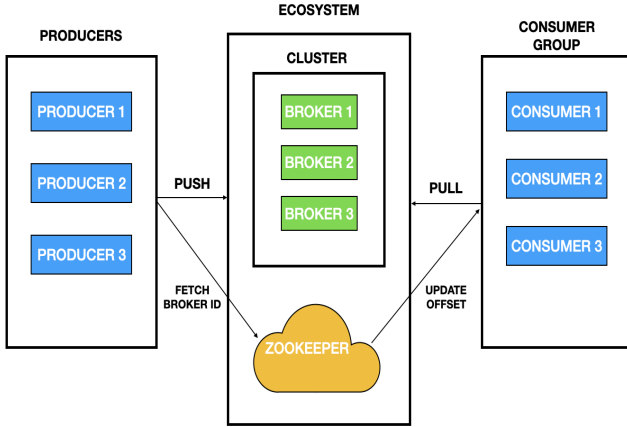 ECOSYSTEM
PRODUCERS
CONSUMER
GROUP
CLUSTER
PRODUCER 1
PRODUCER 2
PRODUCER 3
PUSH
BROKER 1
BROKER 2
BROKER 3
PULL
CONSUMER 1
CONSUMER 2
CONSUMER 3
FETCH
BROKER ID
UPDATE
OFFSET
ZOOKEEPER